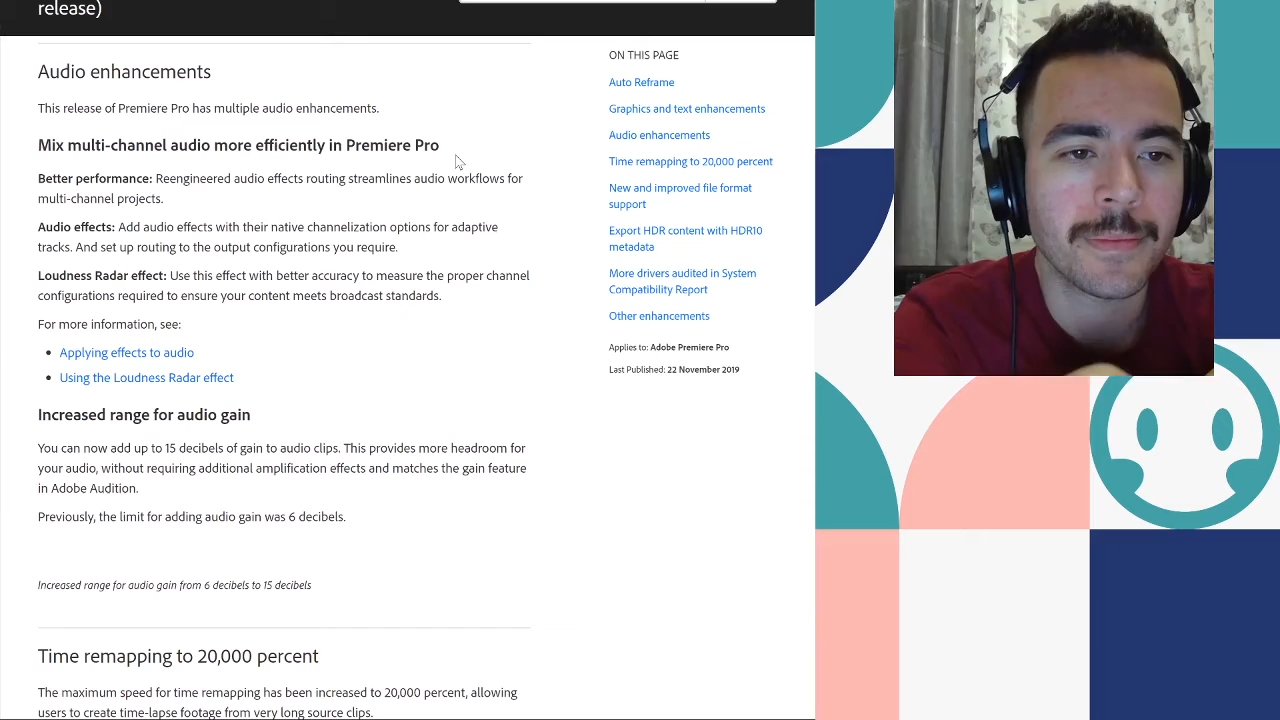 release)
Audio enhancements
This release of Premiere Pro has multiple audio enhancements.
Mix multi-channel audio more efficiently in Premiere Pro
Better performance: Reengineered audio effects routing streamlines audio workflows for
multi-channel projects.
Audio effects: Add audio effects with their native channelization options for adaptive
tracks. And set up routing to the output configurations you require.
Loudness Radar effect: Use this effect with better accuracy to measure the proper channel
configurations required to ensure your content meets broadcast standards.
For more information, see:
Applying effects to audio
Using the Loudness Radar effect
Increased range for audio gain
You can now add up to 15 decibels of gain to audio clips. This provides more headroom for
your audio, without requiring additional amplification effects and matches the gain feature
in Adobe Audition.
Previously, the limit for adding audio gain was 6 decibels.
Increased range for audio gain from 6 decibels to 15 decibels
Time remapping to 20,000 percent
The maximum speed for time remapping has been increased to 20,000 percent, allowing
users to create time-lapse footage from very long source clips.
ON THIS PAGE
Auto Reframe
Graphics and text enhancements
Audio enhancements
Time remapping to 20,000 percent
New and improved file format
support
Export HDR content with HDR10
metadata
More drivers audited in System
Compatibility Report
Other enhancements
Applies to: Adobe Premiere Pro
Last Published: 22 November 2019